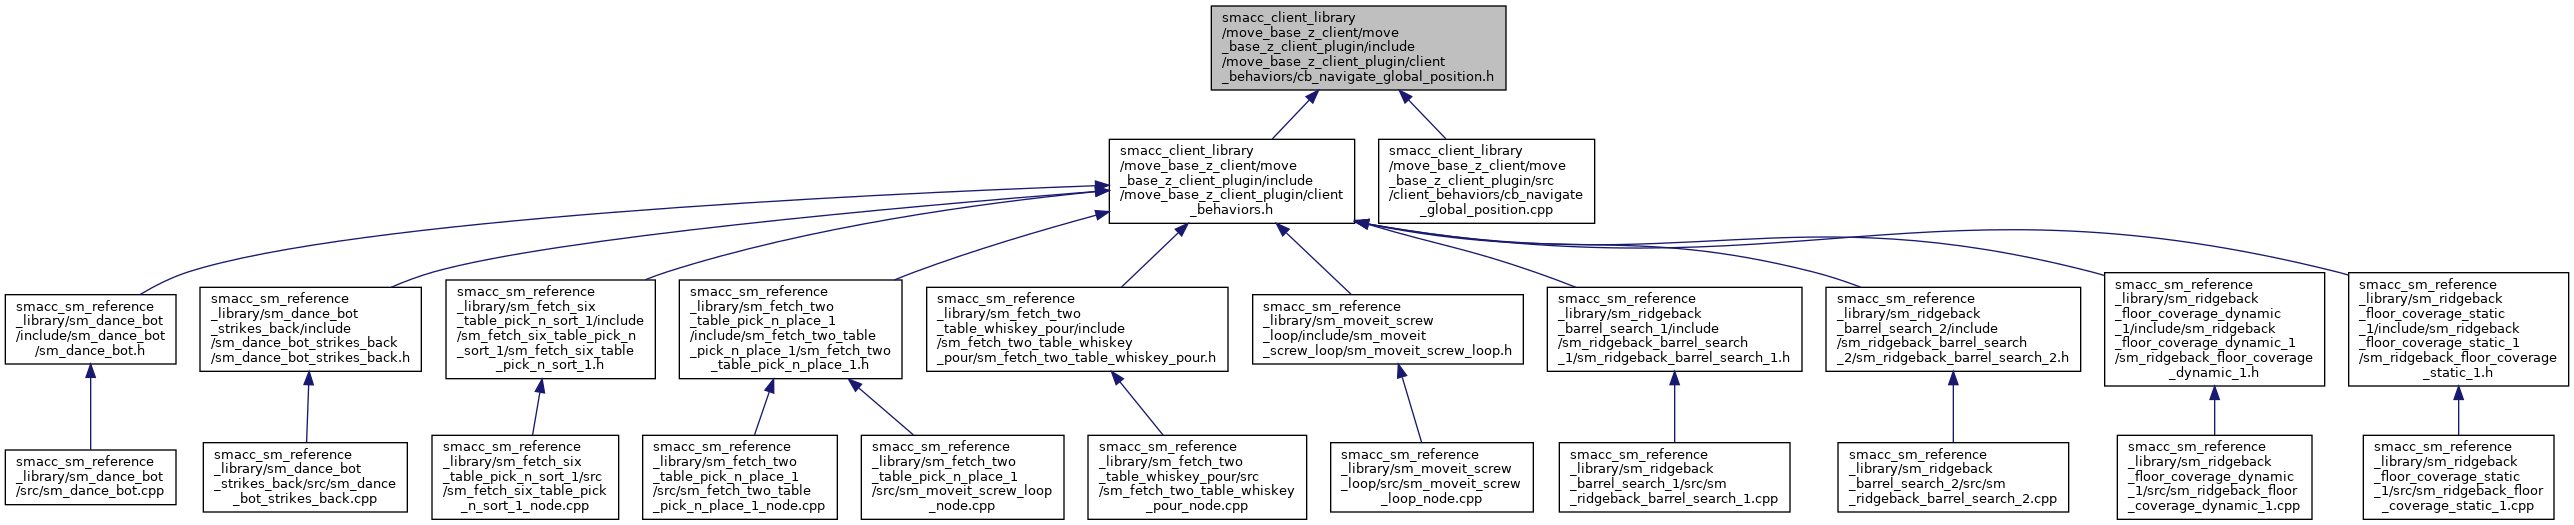 smacc_client_library
/move_base_z_client/move
_base_z_client_plugin/include
/move_base_z_client_plugin/client
_behaviors/cb_navigate_global_position.h
smacc_client_library
/move_base_z_client/move
_base_z_client_plugin/include
/move_base_z_client_plugin/client
_behaviors.h
smacc_client_library
/move_base_z_client/move
_base_z_client_plugin/src
/client_behaviors/cb_navigate
_global_position.cpp
smacc_sm_reference
_library/sm_dance_bot
/include/sm_dance_bot
/sm_dance_bot.h
smacc_sm_reference
_library/sm_dance_bot
_strikes_back/include
/sm_dance_bot_strikes_back
/sm_dance_bot_strikes_back.h
smacc_sm_reference
_library/sm_fetch_six
_table_pick_n_sort_1/include
/sm_fetch_six_table_pick_n
_sort_1/sm_fetch_six_table
_pick_n_sort_1.h
smacc_sm_reference
_library/sm_fetch_two
_table_pick_n_place_1
/include/sm_fetch_two_table
_pick_n_place_1/sm_fetch_two
_table_pick_n_place_1.h
smacc_sm_reference
_library/sm_fetch_two
_table_whiskey_pour/include
/sm_fetch_two_table_whiskey
_pour/sm_fetch_two_table_whiskey_pour.h
smacc_sm_reference
_library/sm_moveit_screw
_loop/include/sm_moveit
_screw_loop/sm_moveit_screw_loop.h
smacc_sm_reference
_library/sm_ridgeback
_barrel_search_1/include
/sm_ridgeback_barrel_search
_1/sm_ridgeback_barrel_search_1.h
smacc_sm_reference
_library/sm_ridgeback
_barrel_search_2/include
/sm_ridgeback_barrel_search
_2/sm_ridgeback_barrel_search_2.h
smacc_sm_reference
_library/sm_ridgeback
_floor_coverage_dynamic
_1/include/sm_ridgeback
_floor_coverage_dynamic_1
/sm_ridgeback_floor_coverage
_dynamic_1.h
smacc_sm_reference
_library/sm_ridgeback
_floor_coverage_static
_1/include/sm_ridgeback
_floor_coverage_static_1
/sm_ridgeback_floor_coverage
_static_1.h
smacc_sm_reference
_library/sm_dance_bot
/src/sm_dance_bot.cpp
smacc_sm_reference
_library/sm_dance_bot
_strikes_back/src/sm_dance
_bot_strikes_back.cpp
smacc_sm_reference
_library/sm_fetch_six
_table_pick_n_sort_1/src
/sm_fetch_six_table_pick
_n_sort_1_node.cpp
smacc_sm_reference
_library/sm_fetch_two
_table_pick_n_place_1
/src/sm_fetch_two_table
_pick_n_place_1_node.cpp
smacc_sm_reference
_library/sm_fetch_two
_table_pick_n_place_1
/src/sm_moveit_screw_loop
_node.cpp
smacc_sm_reference
_library/sm_fetch_two
_table_whiskey_pour/src
/sm_fetch_two_table_whiskey
_pour_node.cpp
smacc_sm_reference
_library/sm_moveit_screw
_loop/src/sm_moveit_screw
_loop_node.cpp
smacc_sm_reference
_library/sm_ridgeback
_barrel_search_1/src/sm
_ridgeback_barrel_search_1.cpp
smacc_sm_reference
_library/sm_ridgeback
_barrel_search_2/src/sm
_ridgeback_barrel_search_2.cpp
smacc_sm_reference
_library/sm_ridgeback
_floor_coverage_dynamic
_1/src/sm_ridgeback_floor
_coverage_dynamic_1.cpp
smacc_sm_reference
_library/sm_ridgeback
_floor_coverage_static
_1/src/sm_ridgeback_floor
_coverage_static_1.cpp